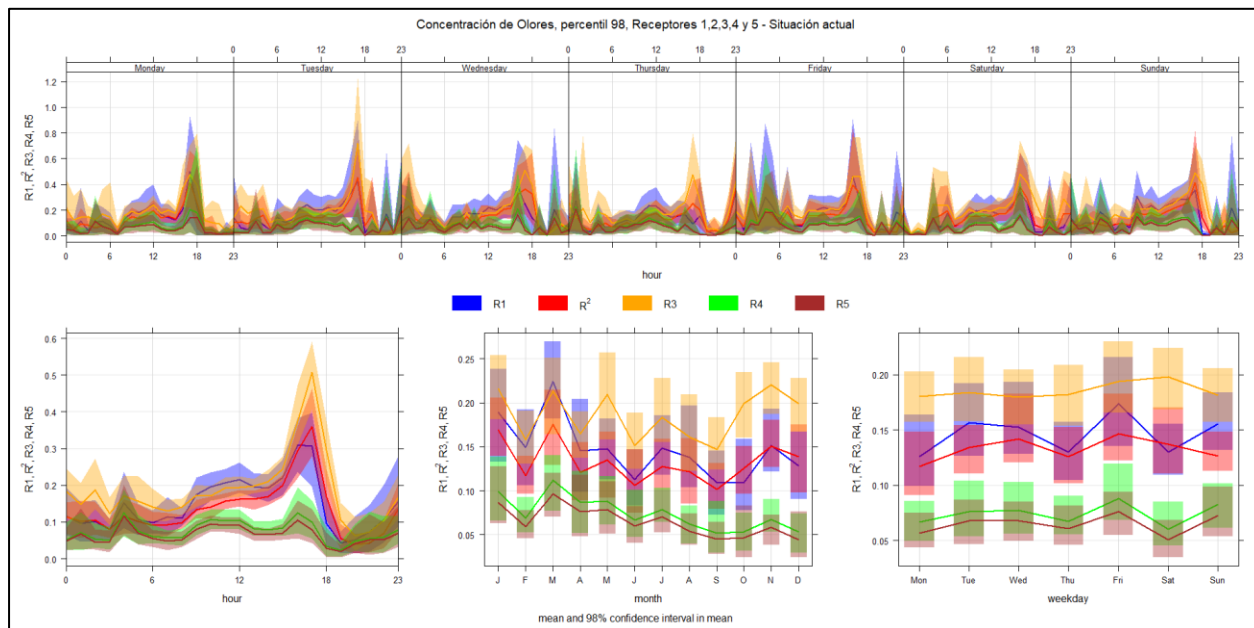 Concentración de Olores, percentil 98, Receptores 1,2,3,4 y 5 - Situación actual
0 6 12 18 23 0 6 12 18 23 0 6 12 18 23
Monday Tuesday Wednesday Thursday Friday Saturday Sunday
1.2
1.0
0.8
0.6
0.4
0.2
0.0
R1, R², R3, R4, R5
0 6 12 18 0 6 12 18 23 0 6 12 18 23 0 6 12 18 23
hour
R1 R² R3 R4 R5
0.6
0.5
0.4
0.3
0.2
0.1
0.0
R1, R², R3, R4, R5
0 6 12 23
hour
0.25
0.20
0.15
0.10
0.05
R1, R², R3, R4, R5
J F M A M J J A S O N D
month
0.20
0.15
0.10
0.05
R1, R², R3, R4, R5
Mon Tue Wed Thu Fri Sat Sun
weekday
mean and 98% confidence interval in mean